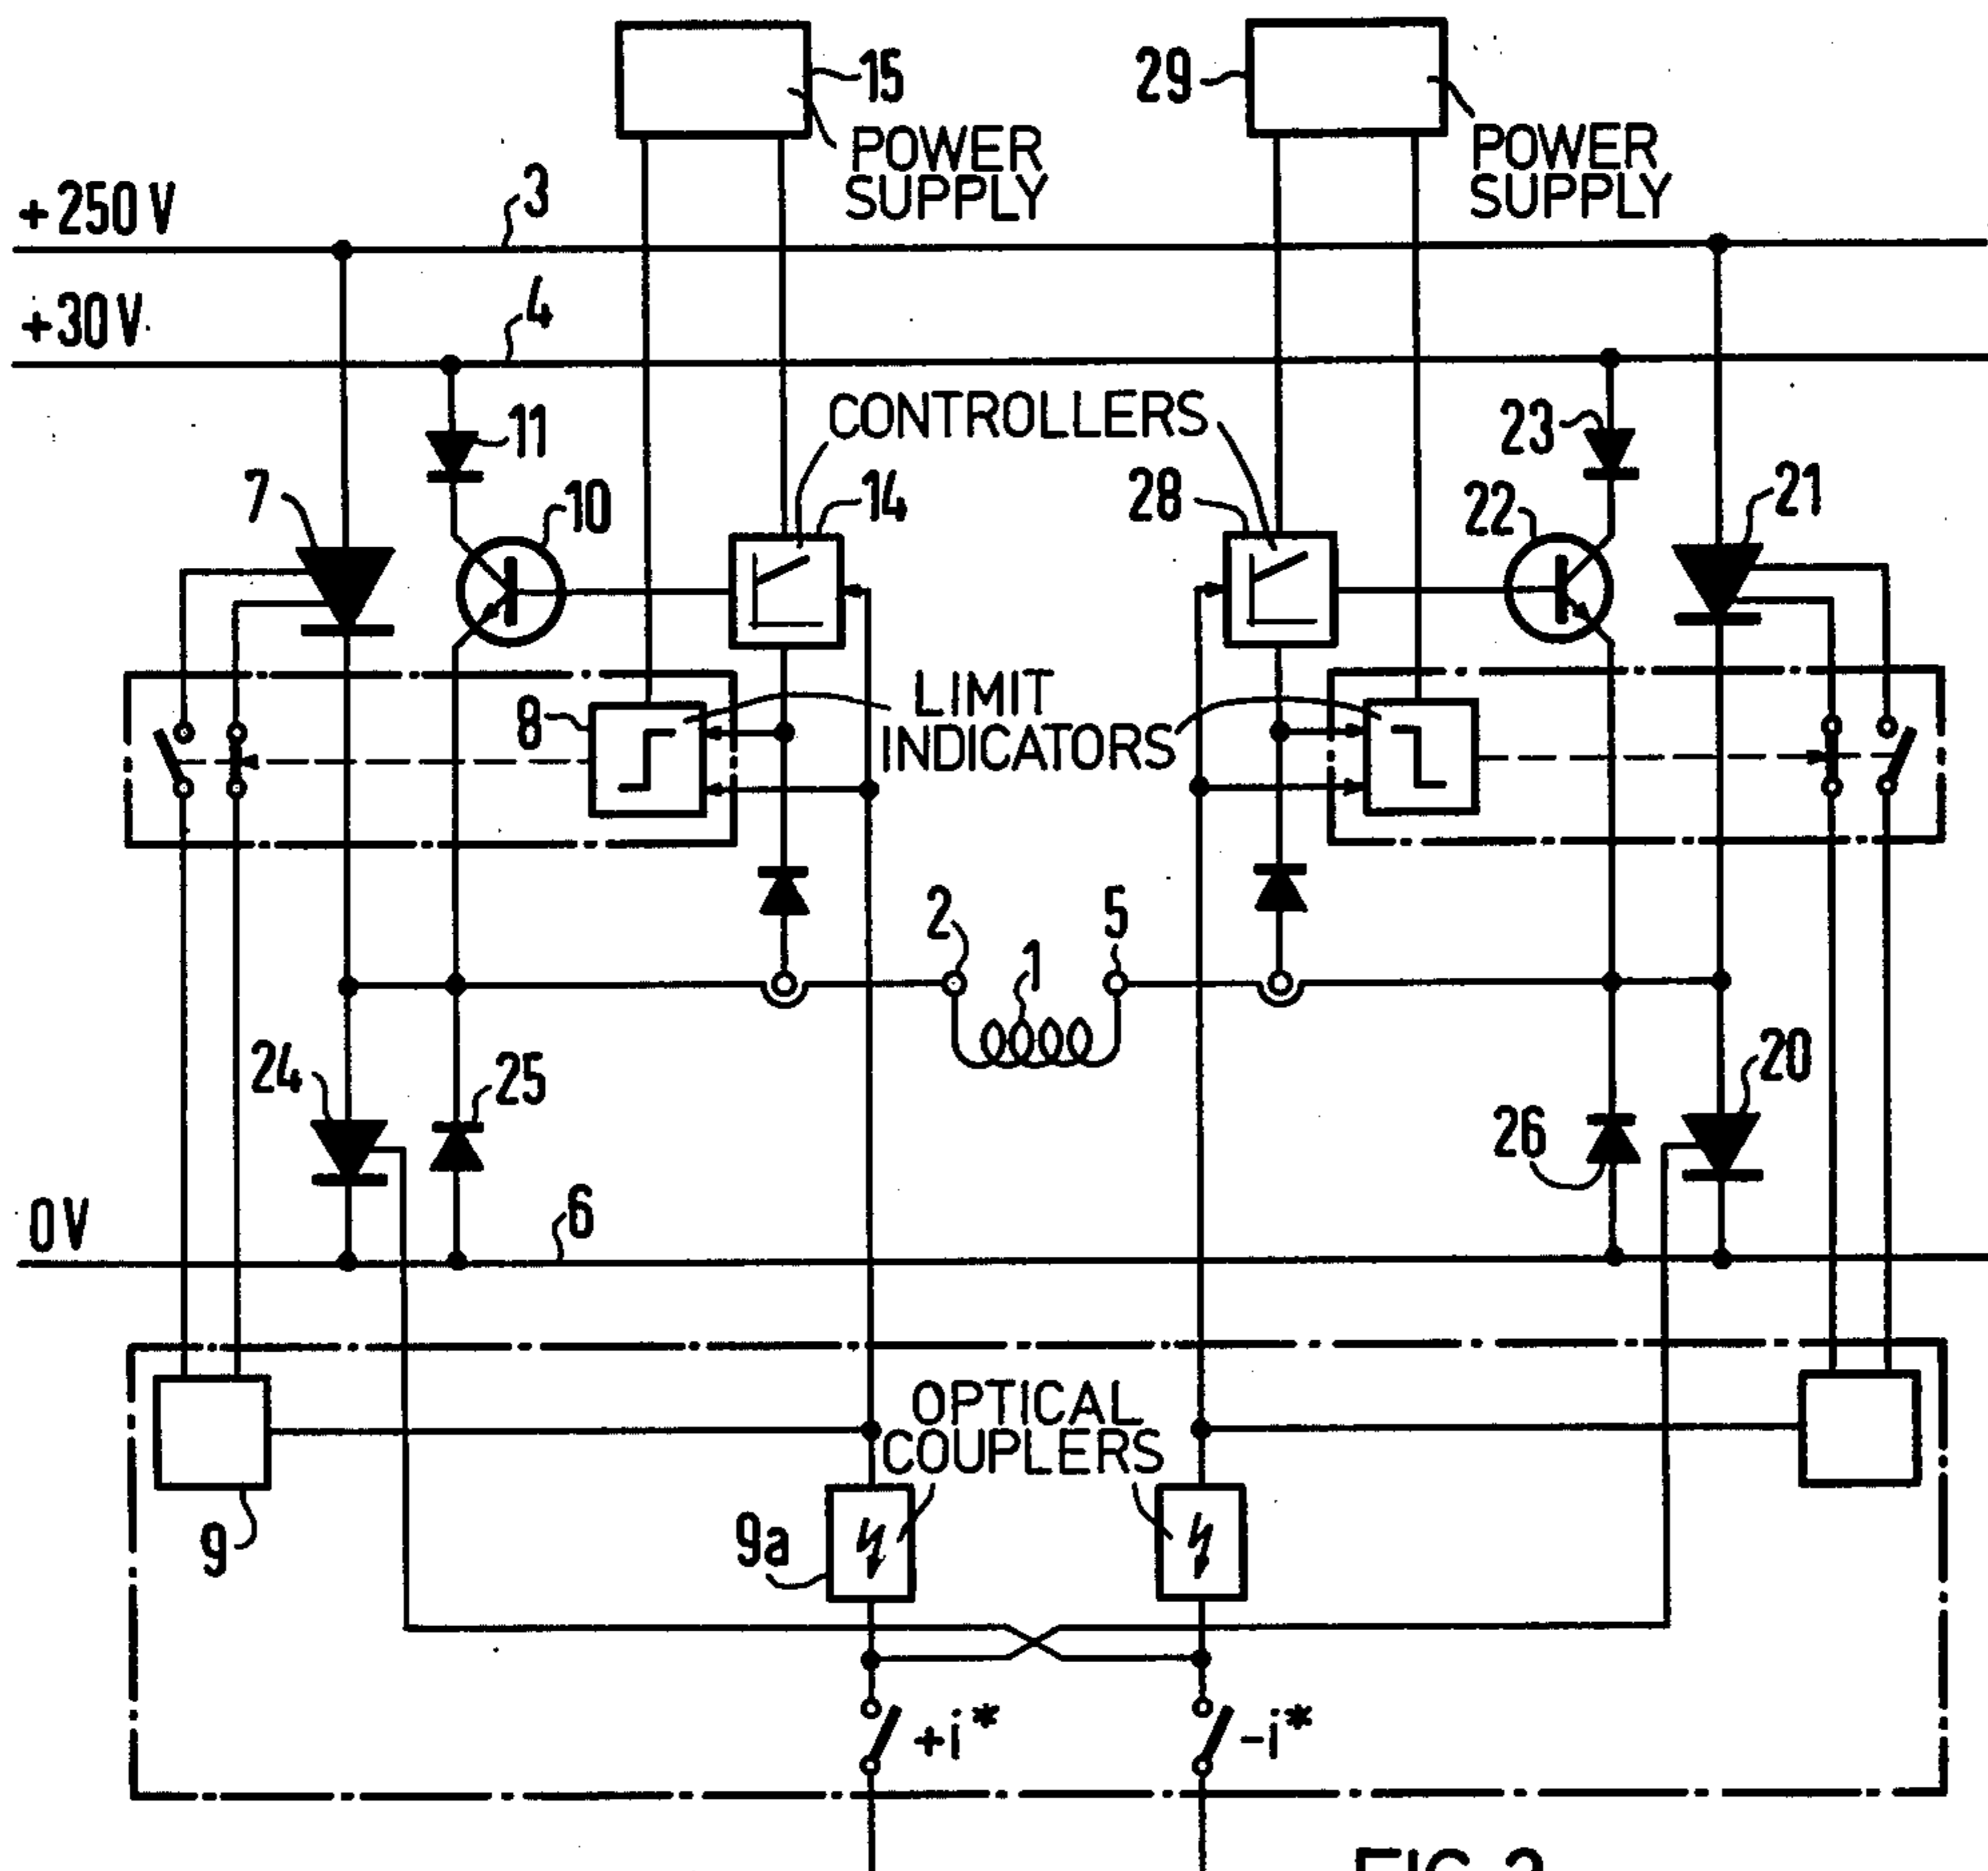 15
29
POWER
SUPPLY
POWER
SUPPLY
+250 V
3
+30 V
4
11
CONTROLLERS
23
7
10
14
28
22
21
8
LIMIT
INDICATORS
2
1
5
24
25
26
20
0 V
6
OPTICAL
COUPLERS
9
9a
+i*
-i*